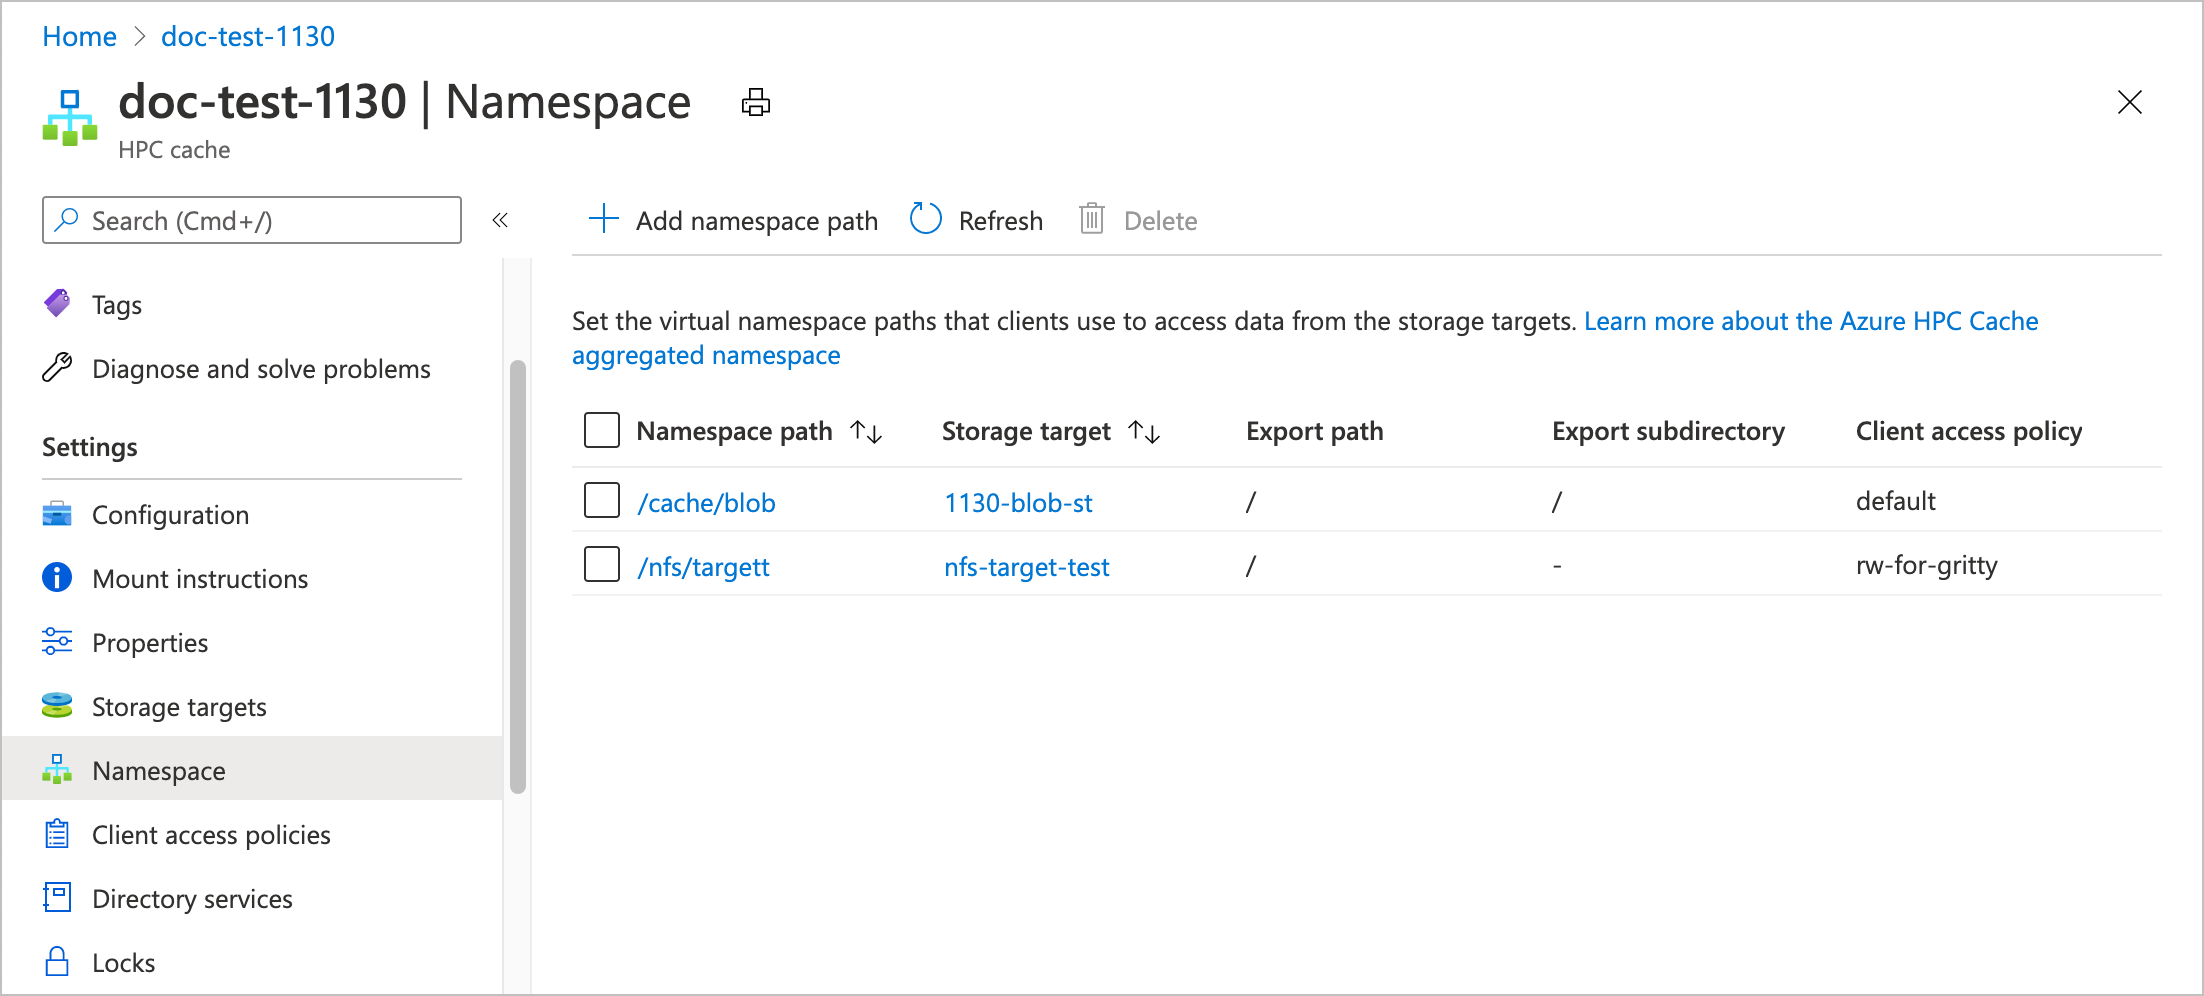 Home > doc-test-1130
doc-test-1130 | Namespace
HPC cache
Search (Cmd+/)
«
Tags
Diagnose and solve problems
Settings
Configuration
Mount instructions
Properties
Storage targets
Namespace
Client access policies
Directory services
Locks
Add namespace path Refresh Delete
Set the virtual namespace paths that clients use to access data from the storage targets. Learn more about the Azure HPC Cache
aggregated namespace
Namespace path ↑↓ Storage target ↑↓ Export path Export subdirectory Client access policy
/cache/blob 1130-blob-st / / default
/nfs/targett nfs-target-test / - rw-for-gritty